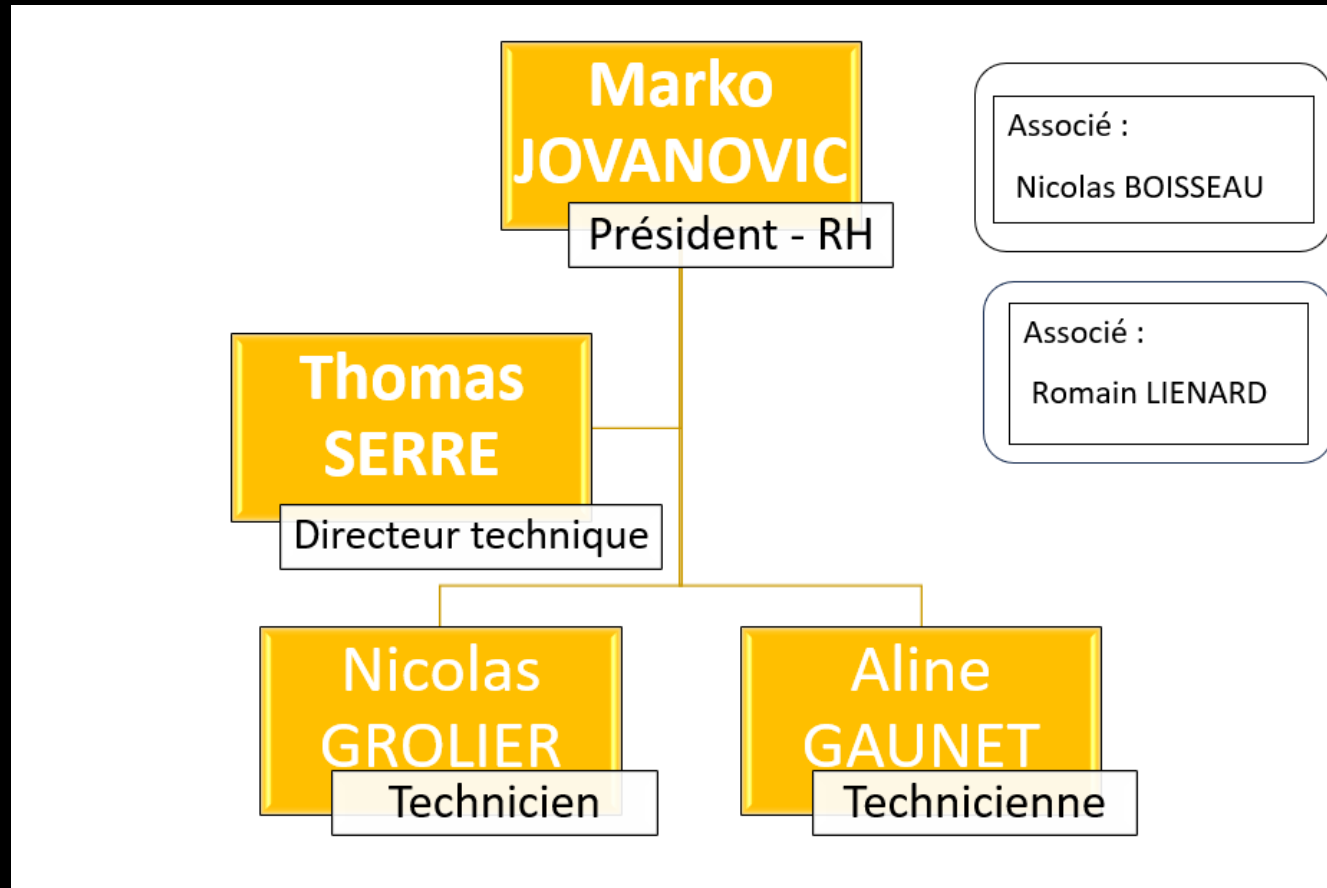 Marko
JOVANOVIC
Président - RH
Associé :
Nicolas BOISSEAU
Associé :
Romain LIENARD
Thomas
SERRE
Directeur technique
Nicolas
GROLIER
Technicien
Aline
GAUNET
Technicienne